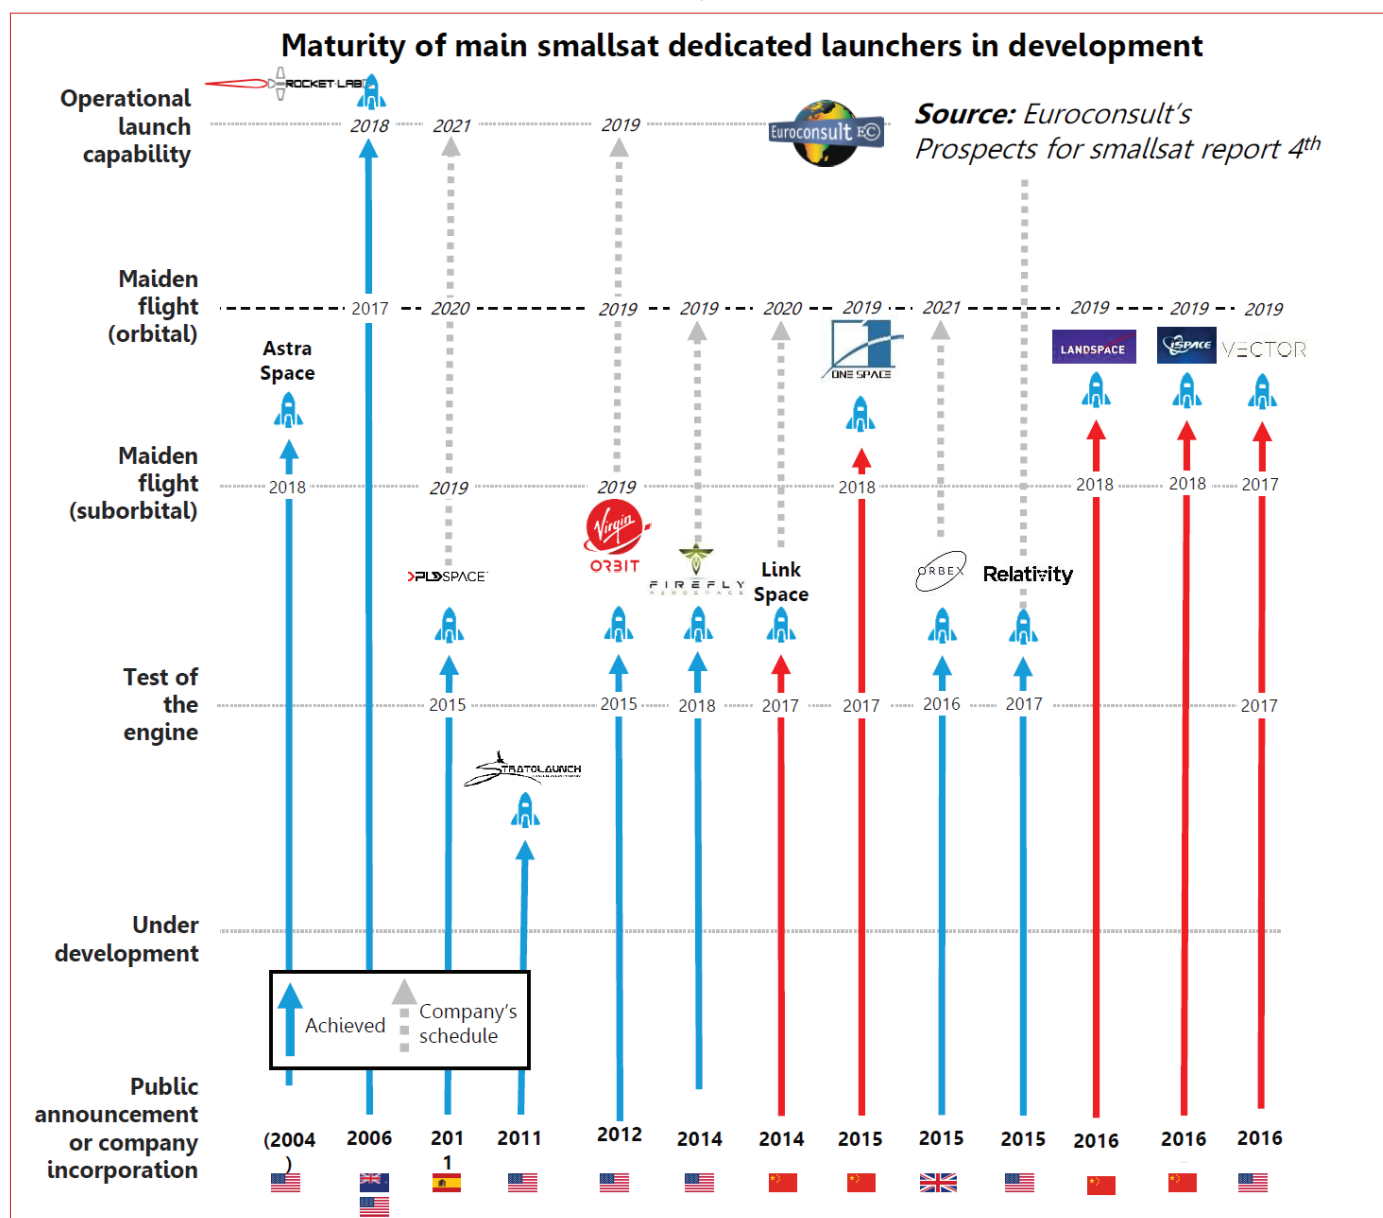 Maturity of main smallsat dedicated launchers in development
ROCKET LAB
Operational
launch
capability
2018
2021
2019
Euroconsult EC
Source: Euroconsult's
Prospects for smallsat report 4th
Maiden
flight
(orbital)
2017
2020
2019
2019
2020
2019
2021
2019
2019
2019
Astra
Space
ONE SPACE
LANDSPACE
iSPACE
VECTOR
Maiden
flight
(suborbital)
2018
2019
2019
2018
2018
2018
2017
PLD SPACE
Virgin
ORBIT
FIREFLY
AEROSPACE
Link
Space
ORBEX
Relativity
Test of
the
engine
2015
2015
2018
2017
2017
2016
2017
2017
STRATOLAUNCH
Under
development
Achieved
Company's
schedule
Public
announcement
or company
incorporation
(2004
)
2006
201
1
2011
2012
2014
2014
2015
2015
2015
2016
2016
2016